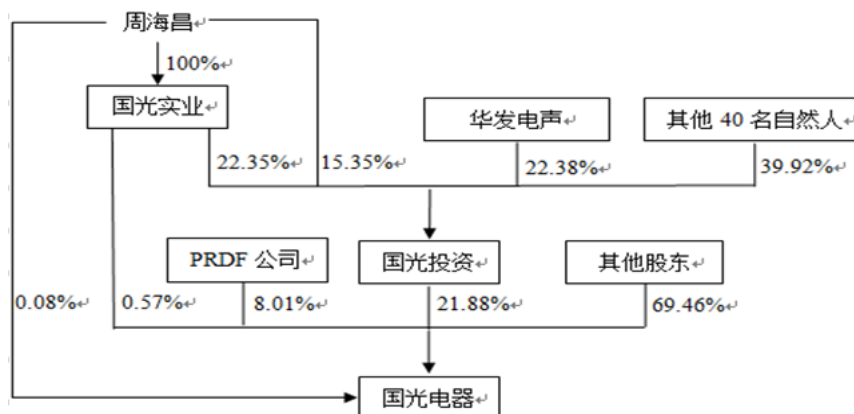 周海昌
100%
国光实业
华发电声
其他 40 名自然人
22.35%
15.35%
22.38%
39.92%
PRDF 公司
国光投资
其他股东
0.08%
0.57%
8.01%
21.88%
69.46%
国光电器